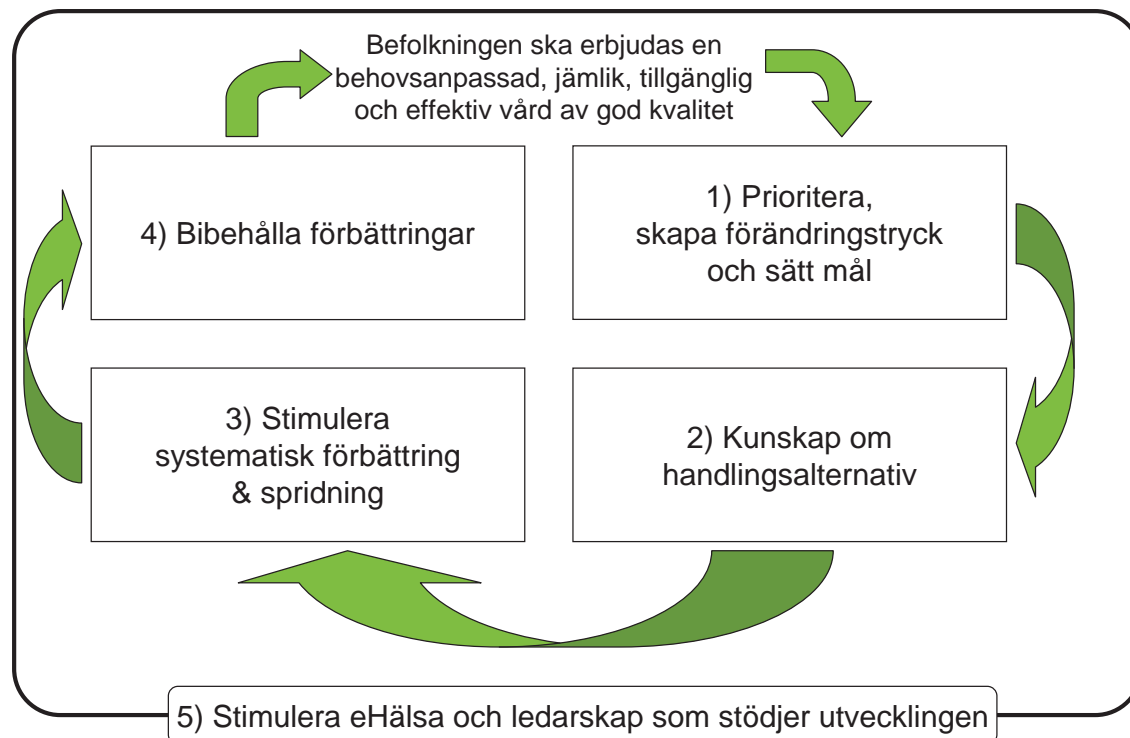 Befolkningen ska erbjudas en
behovsanpassad, jämlik, tillgänglig
och effektiv vård av god kvalitet
1) Prioritera,
skapa förändringstryck
och sätt mål
2) Kunskap om
handlingsalternativ
3) Stimulera
systematisk förbättring
& spridning
4) Bibehålla förbättringar
5) Stimulera eHälsa och ledarskap som stödjer utvecklingen